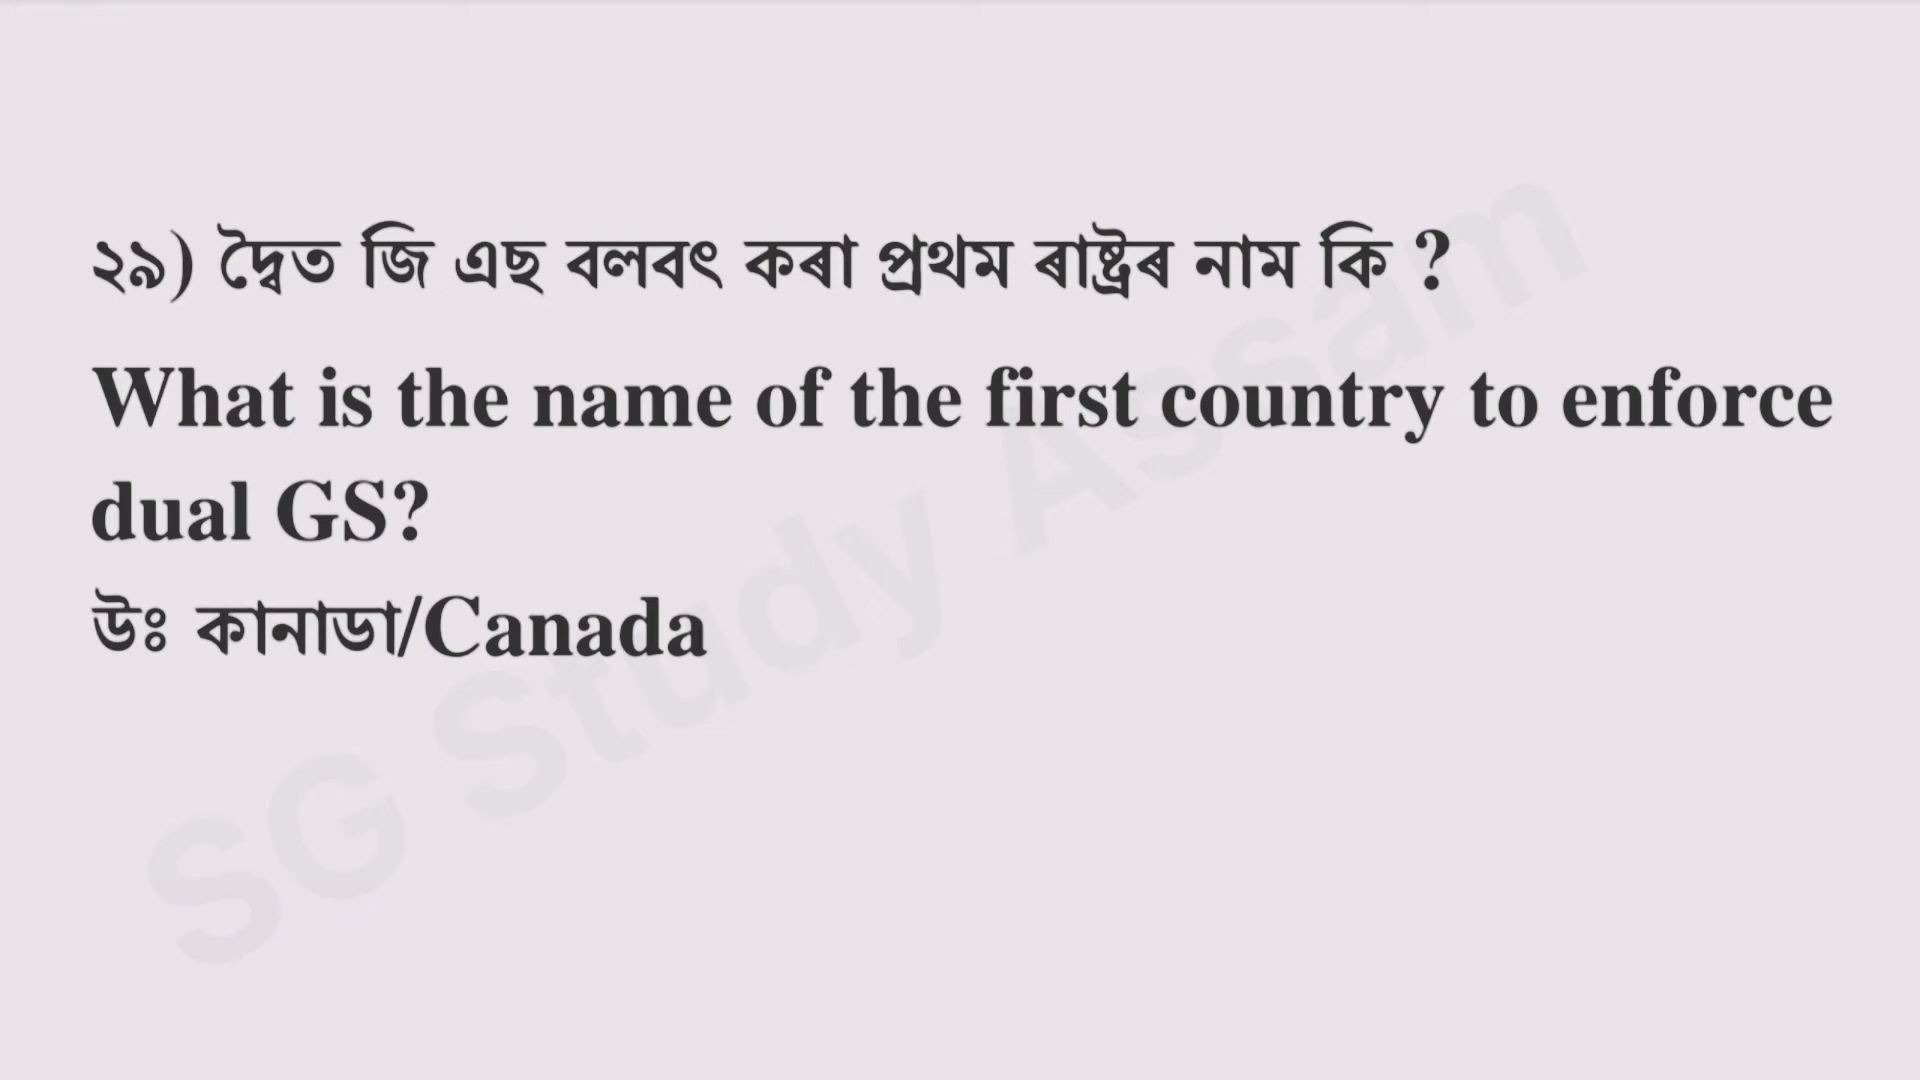 ২৯) দ্বৈত জি এছ বলবৎ কৰা প্ৰথম ৰাষ্ট্ৰৰ নাম কি ?
What is the name of the first country to enforce
dual GS?
উঃ কানাডা/Canada
SG Study Assam